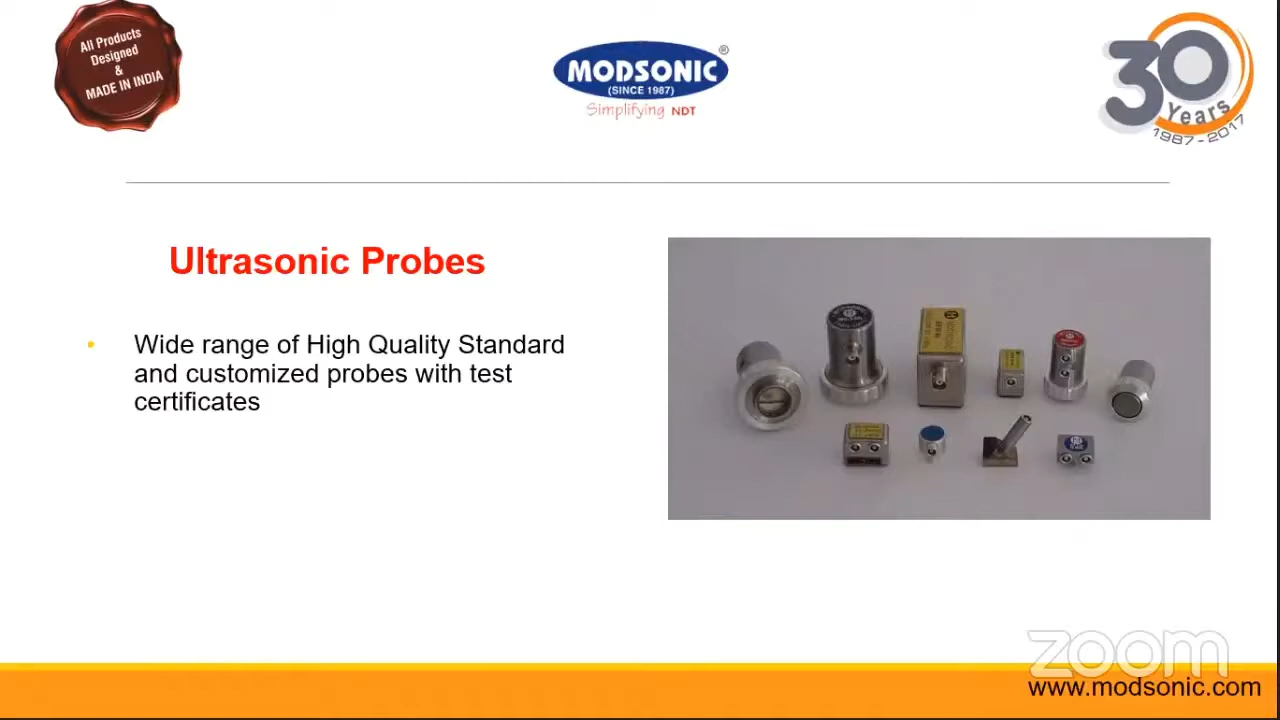 All Products
Designed
&
MADE IN INDIA
MODSONIC®
(SINCE 1987)
Simplifying NDT
30
Years
1987-2017
Ultrasonic Probes
• Wide range of High Quality Standard
and customized probes with test
certificates
zoom
www.modsonic.com